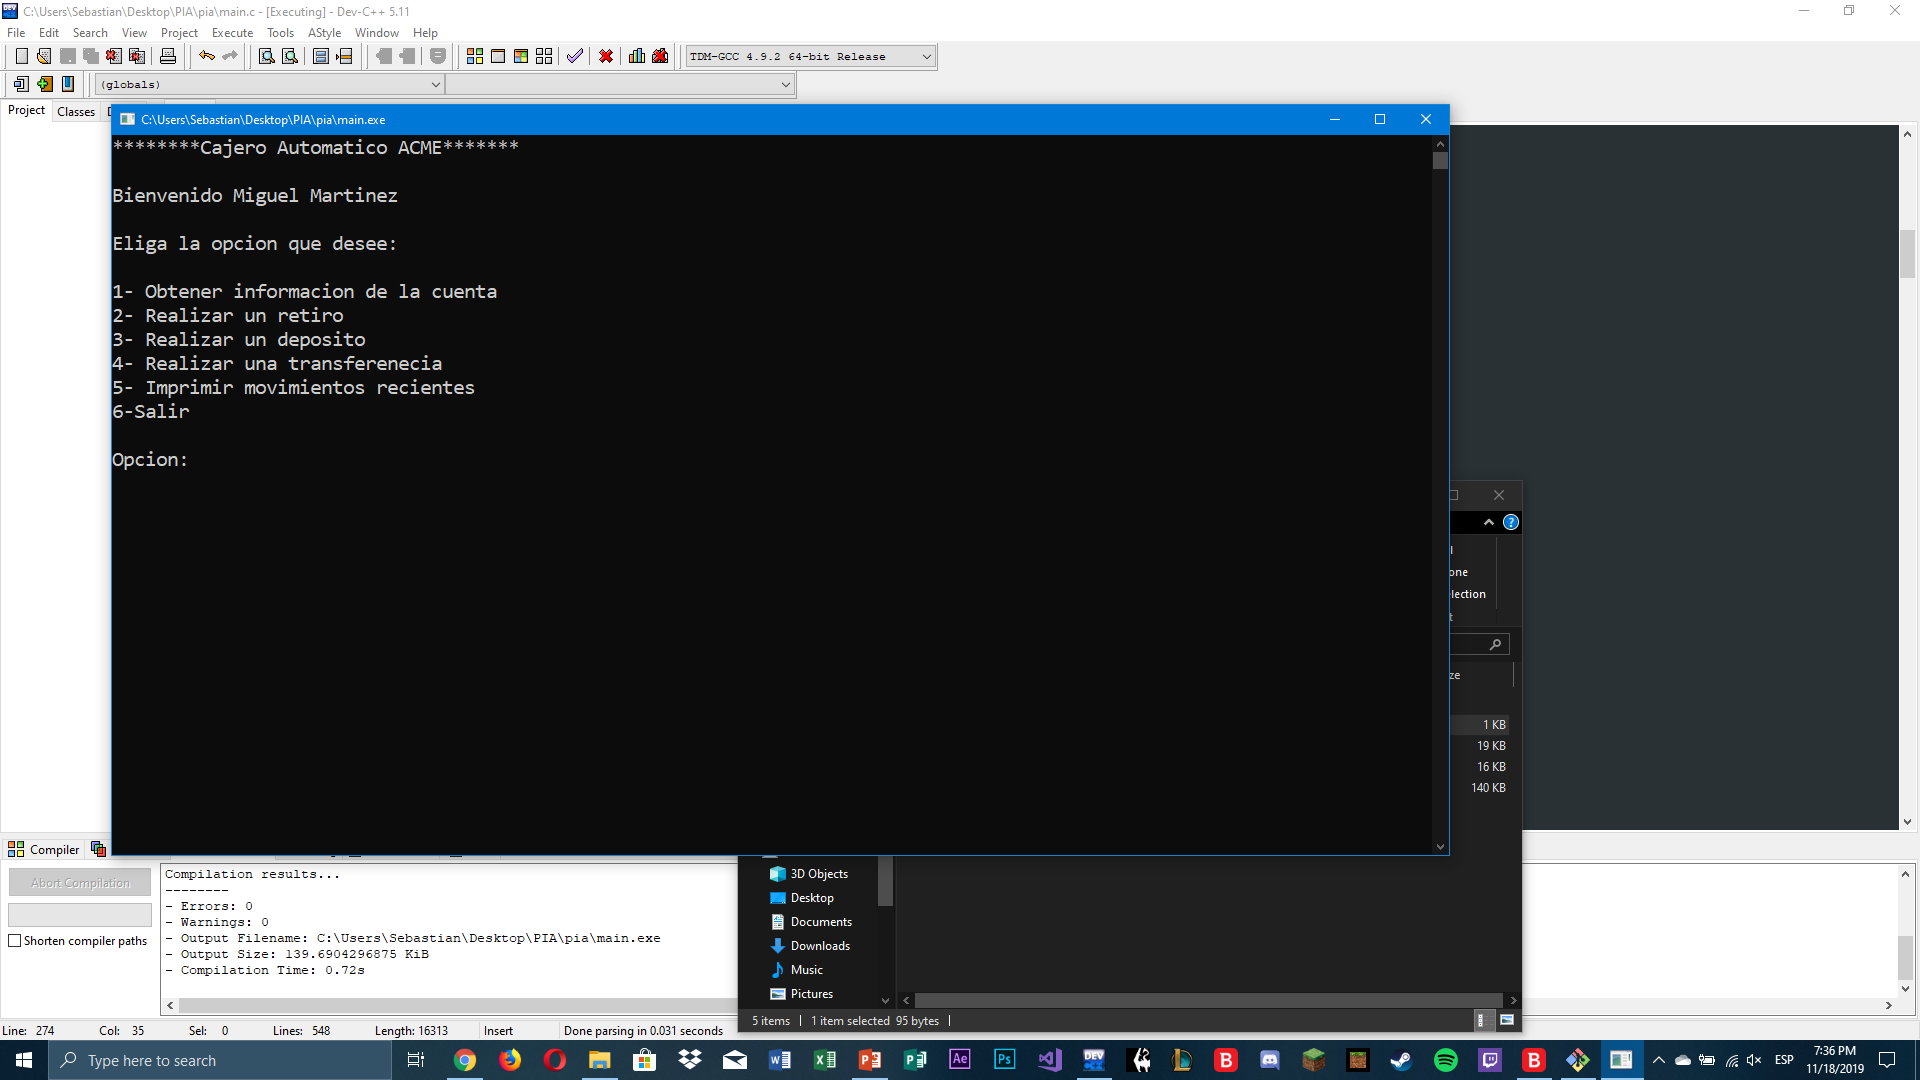 C:\Users\Sebastian\Desktop\PIA\pia\main.c - [Executing] - Dev-C++ 5.11
File Edit Search View Project Execute Tools AStyle Window Help
TDM-GCC 4.9.2 64-bit Release
(globals)
Project Classes
C:\Users\Sebastian\Desktop\PIA\pia\main.exe
********Cajero Automatico ACME*******
Bienvenido Miguel Martinez
Eliga la opcion que desee:
1- Obtener informacion de la cuenta
2- Realizar un retiro
3- Realizar un deposito
4- Realizar una transferenecia
5- Imprimir movimientos recientes
6-Salir
Opcion:
one
lection
ze
1 KB
19 KB
16 KB
140 KB
Compiler
Abort Compilation
Shorten compiler paths
Compilation results...
--------
- Errors: 0
- Warnings: 0
- Output Filename: C:\Users\Sebastian\Desktop\PIA\pia\main.exe
- Output Size: 139.6904296875 KiB
- Compilation Time: 0.72s
3D Objects
Desktop
Documents
Downloads
Music
Pictures
5 items 1 item selected 95 bytes
Line: 274 Col: 35 Sel: 0 Lines: 548 Length: 16313 Insert Done parsing in 0.031 seconds
Type here to search
Ae
Ps
DEV
ESP
7:36 PM
11/18/2019